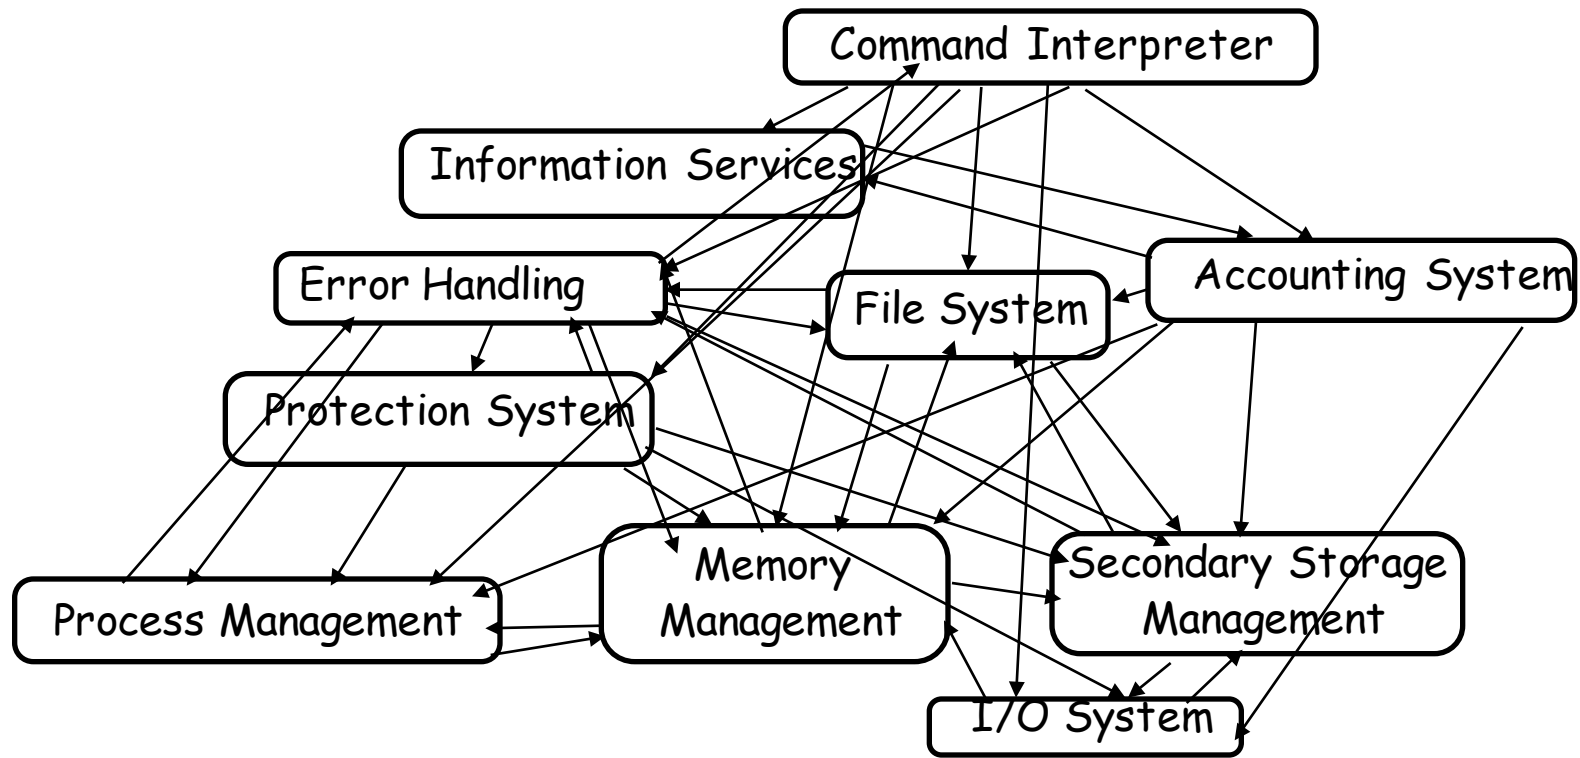 Command Interpreter
Information Services
Accounting System
Error Handling
File System
Protection System
Memory
Management
Secondary Storage
Management
Process Management
I/O System